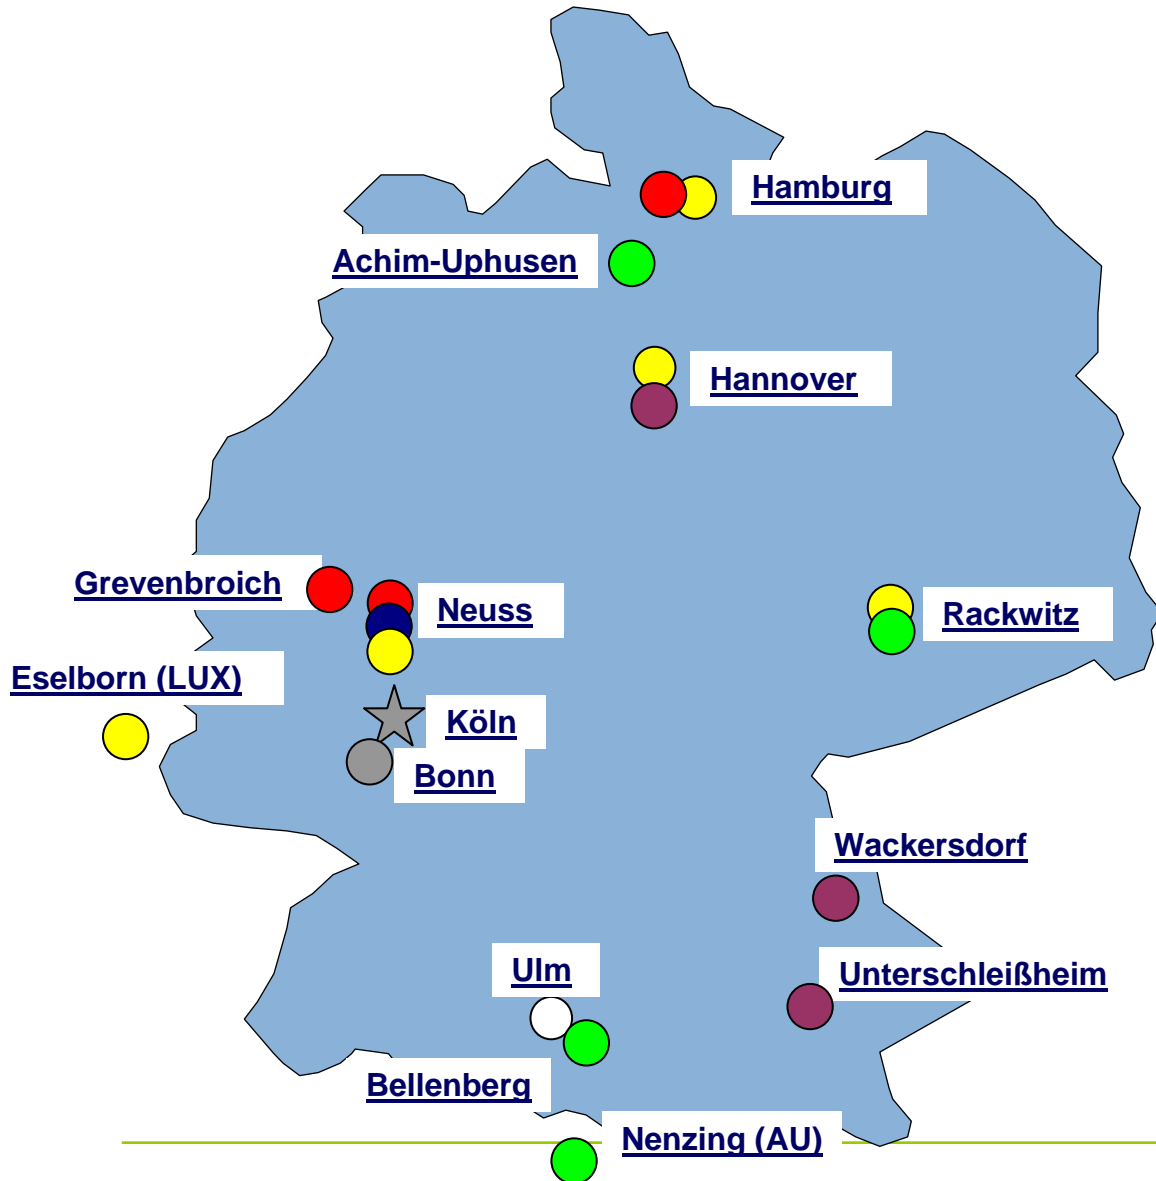 Hamburg
Achim-Uphusen
Hannover
Grevenbroich
Neuss
Rackwitz
Eselborn (LUX)
Köln
Bonn
Wackersdorf
Ulm
Unterschleißheim
Bellenberg
Nenzing (AU)